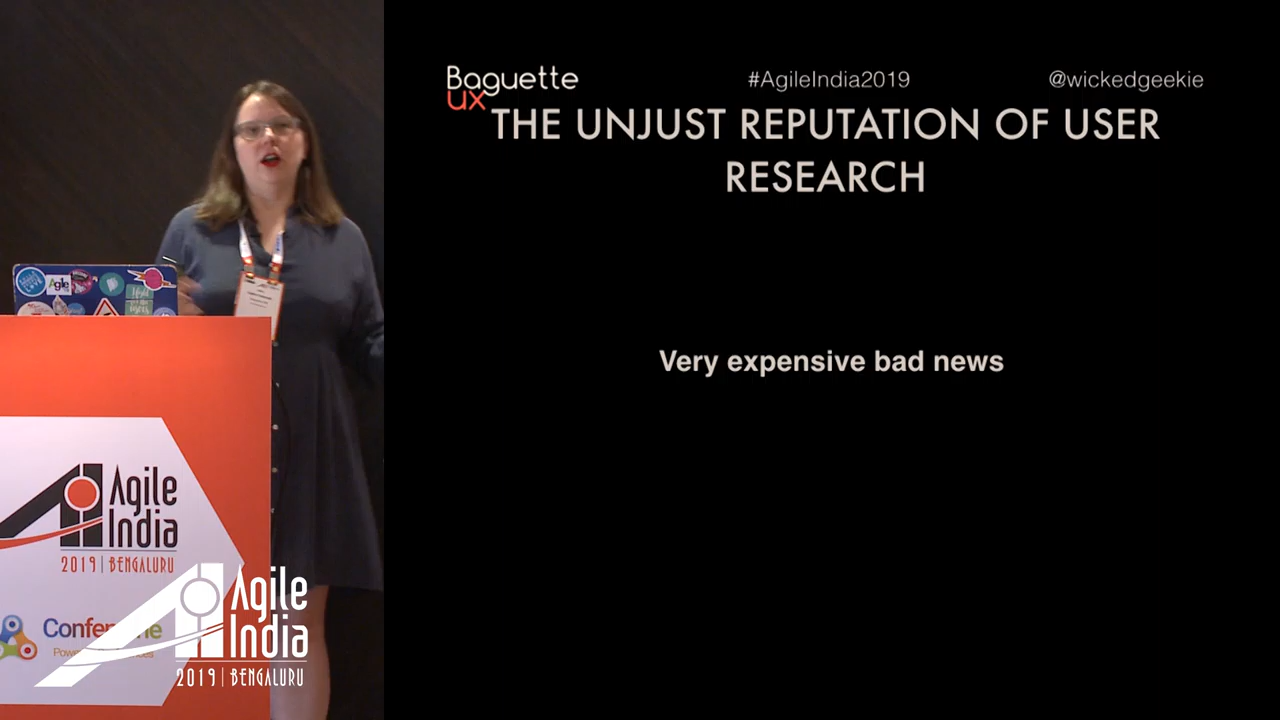 Baguette
ux
#AgileIndia2019
@wickedgeekie
THE UNJUST REPUTATION OF USER
RESEARCH
Very expensive bad news
Agile
Agile
India
2019 | BENGALURU
Agile
India
2019 | BENGALURU